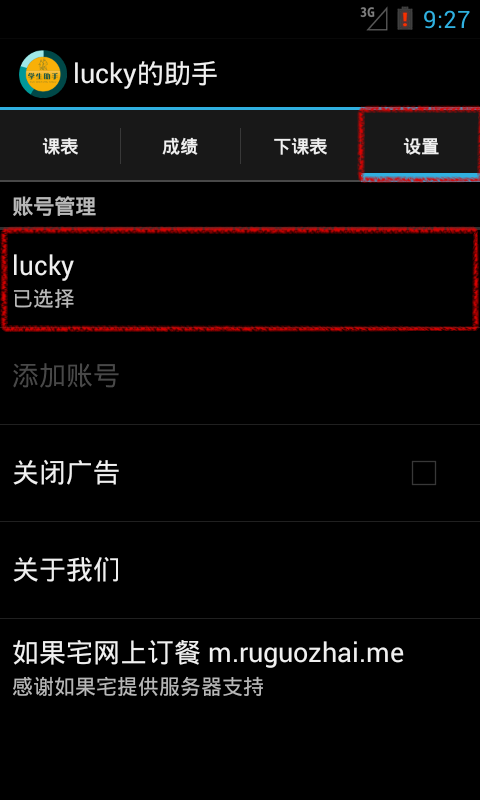 3G
9:27
学生助手
lucky的助手
课表
成绩
下课表
设置
账号管理
lucky
已选择
添加账号
关闭广告
关于我们
如果宅网上订餐 m.ruguozhai.me
感谢如果宅提供服务器支持